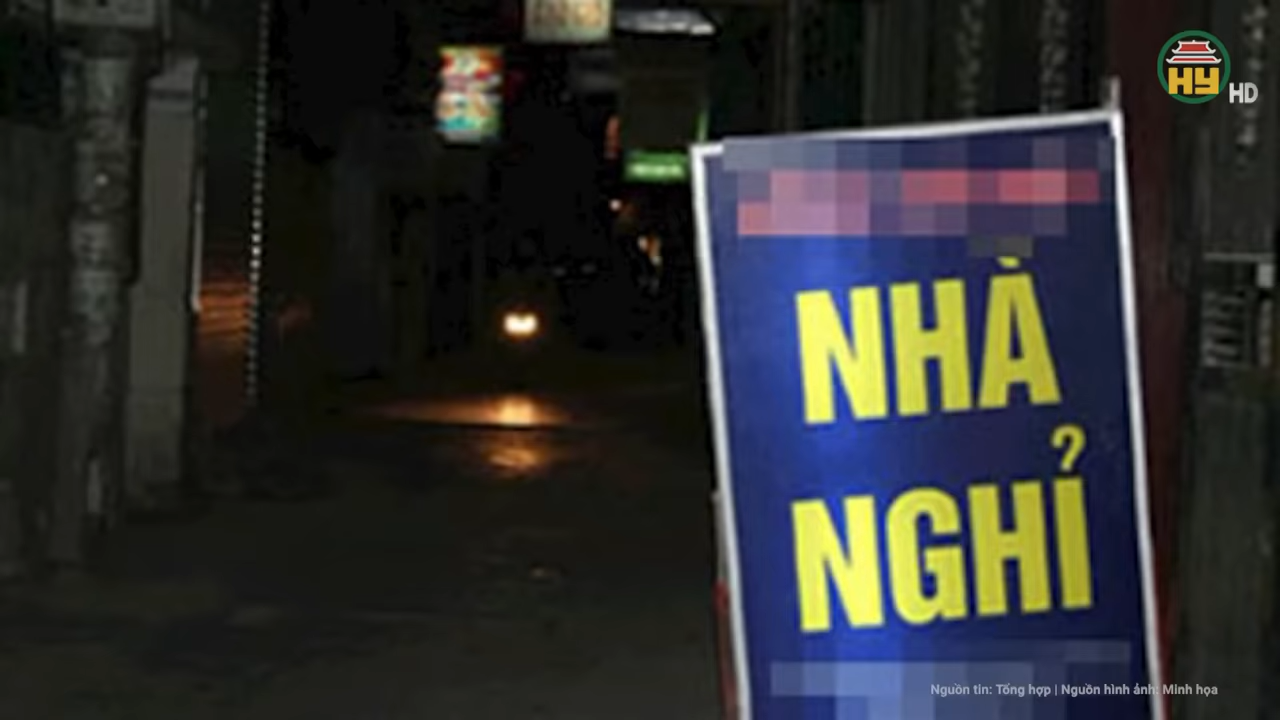 HY
HD
NHÀ
NGHỈ
Nguồn tin: Tổng hợp | Nguồn hình ảnh: Minh họa